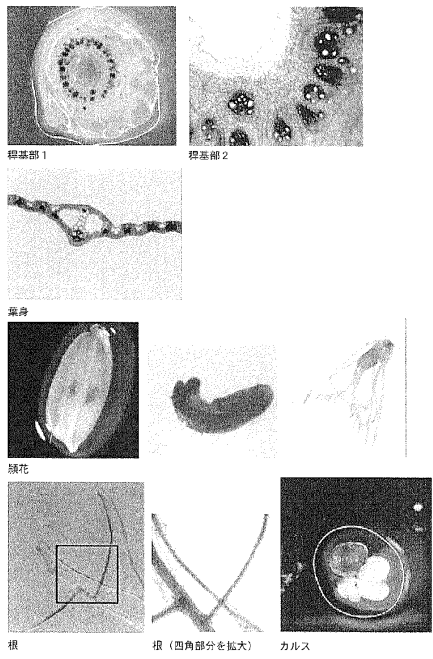 稈基部１
稈基部２
葉身
穎花
根
根（四角部分を拡大）
カルス